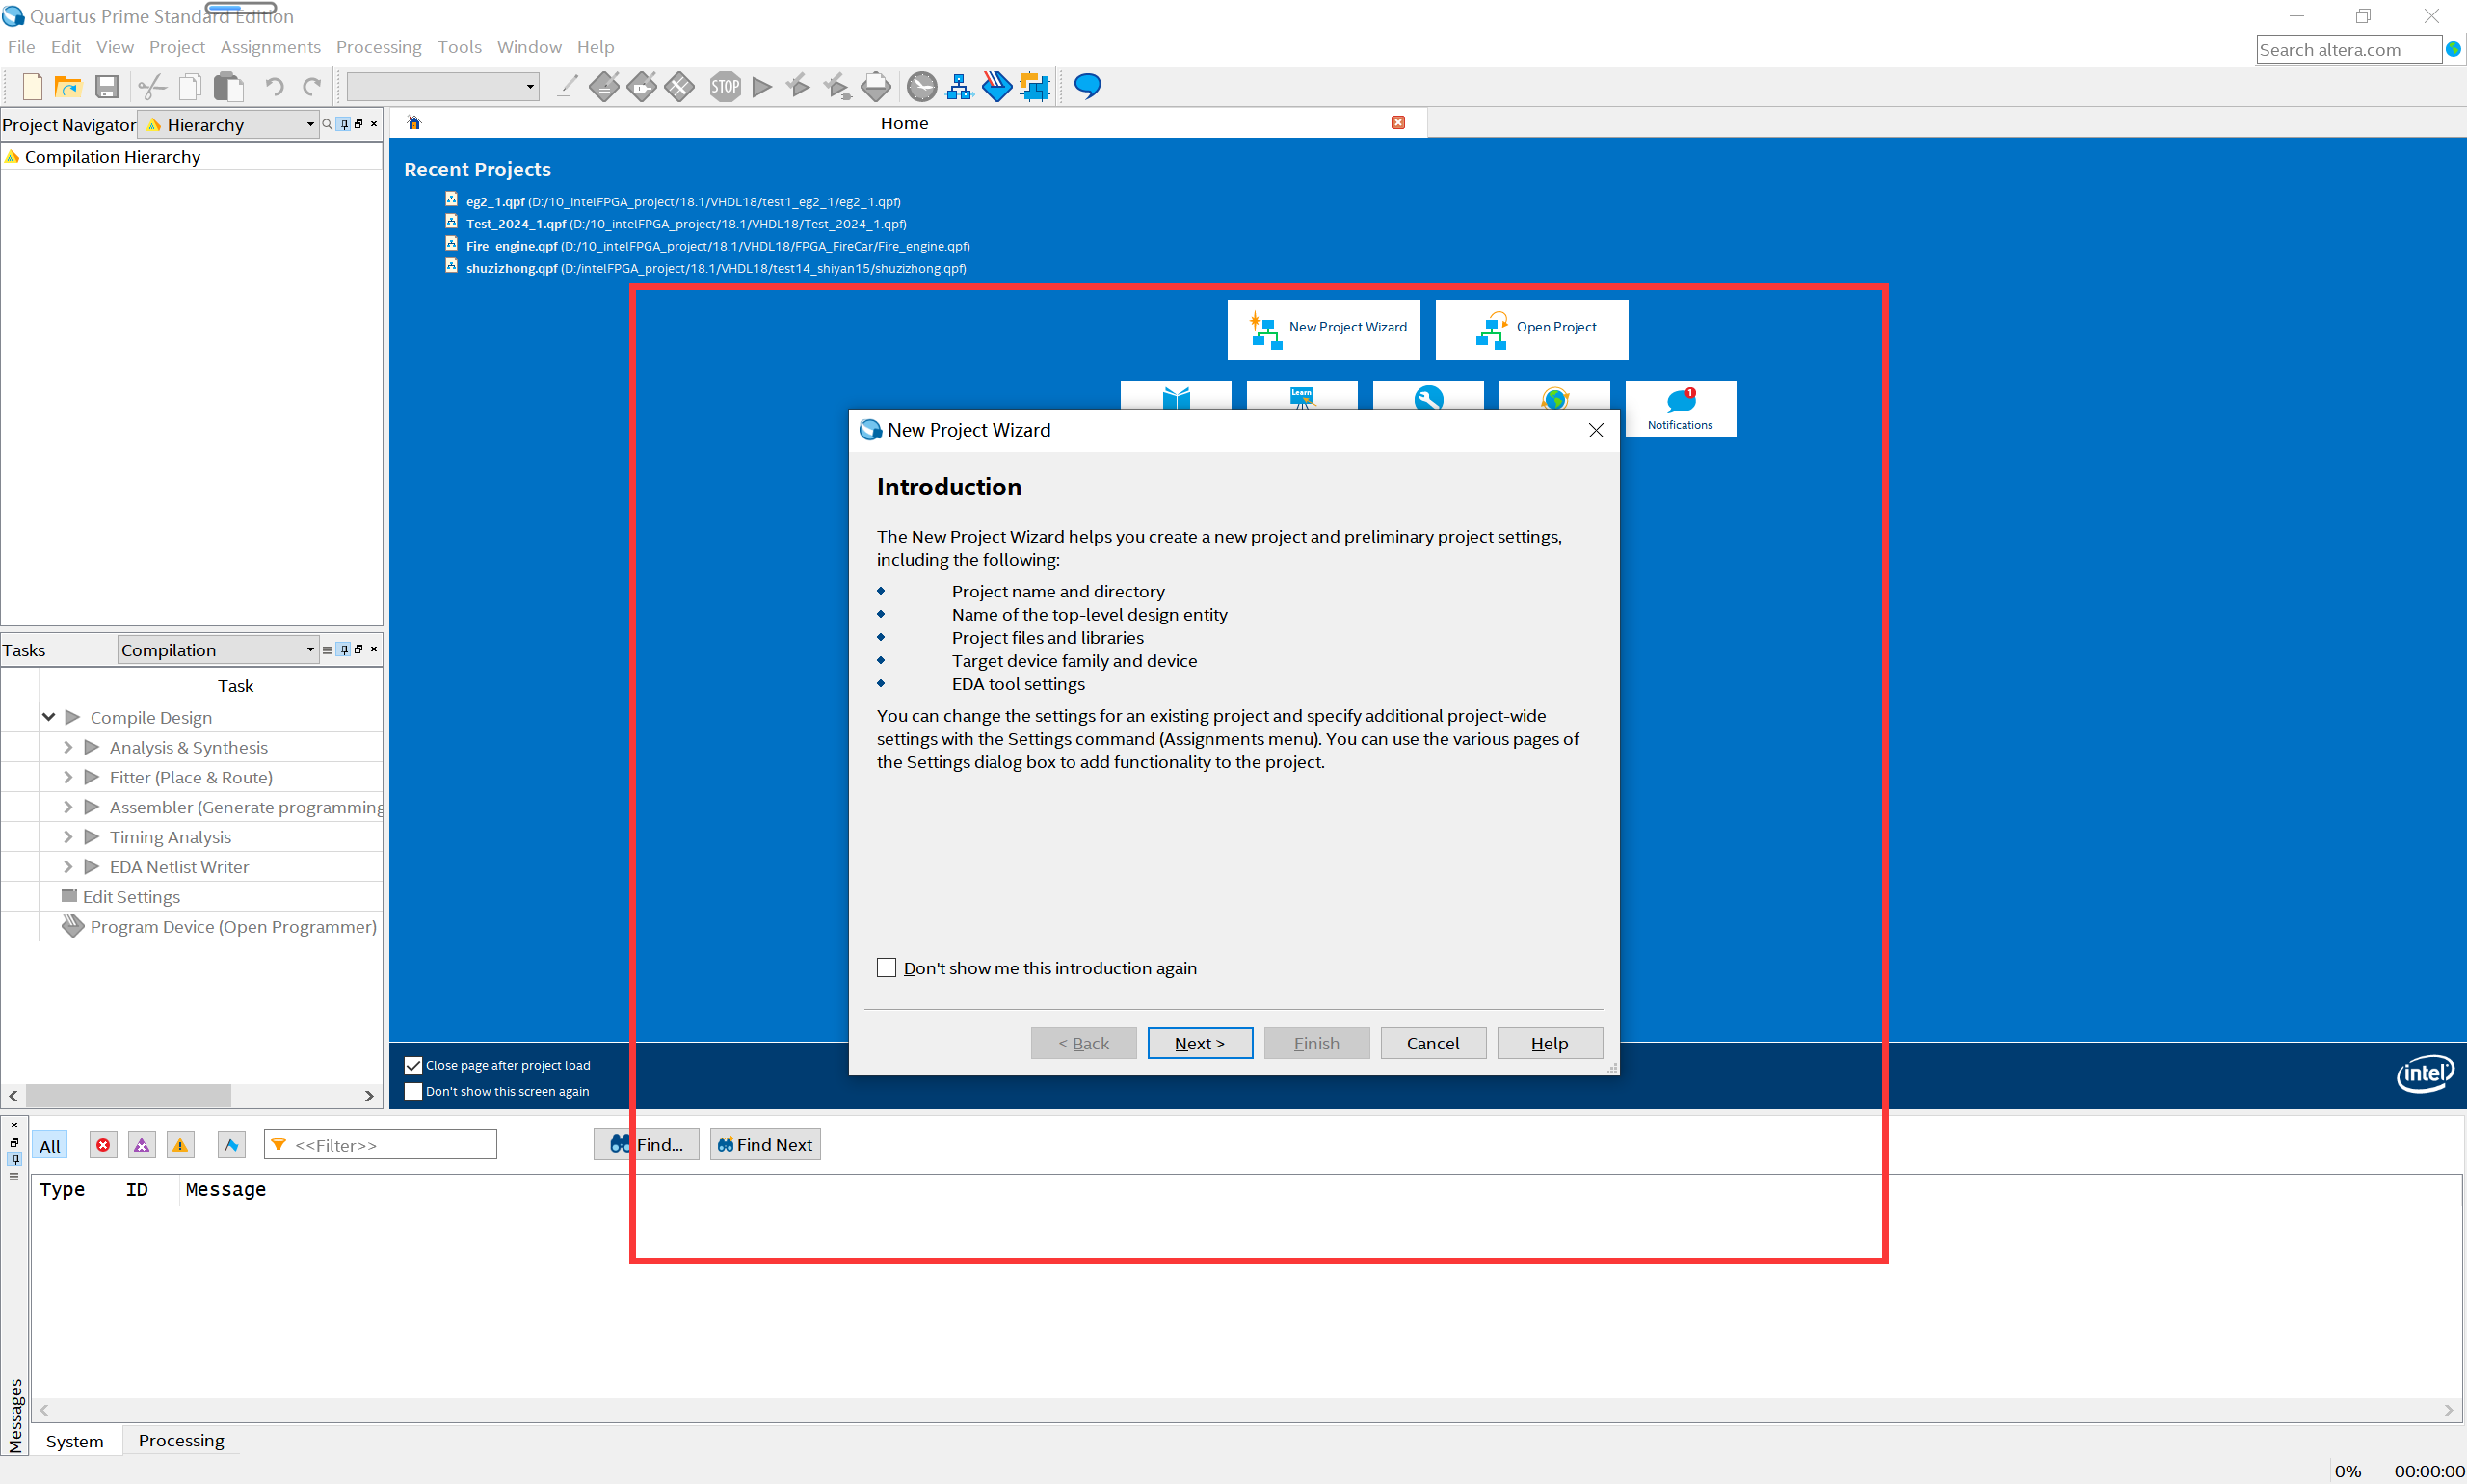 Quartus Prime Standard Edition
File Edit View Project Assignments Processing Tools Window Help
Search altera.com
STOP
Project Navigator Hierarchy
Home
Compilation Hierarchy
Recent Projects
eg2_1.qpf (D:/10_intelFPGA_project/18.1/VHDL18/test1_eg2_1/eg2_1.qpf)
Test_2024_1.qpf (D:/10_intelFPGA_project/18.1/VHDL18/Test_2024_1.qpf)
Fire_engine.qpf (D:/10_intelFPGA_project/18.1/VHDL18/FPGA_FireCar/Fire_engine.qpf)
shuzizhong.qpf (D:/intelFPGA_project/18.1/VHDL18/test14_shiyan15/shuzizhong.qpf)
New Project Wizard
Open Project
Learn
1
Notifications
New Project Wizard
Introduction
The New Project Wizard helps you create a new project and preliminary project settings,
including the following:
Project name and directory
Name of the top-level design entity
Project files and libraries
Target device family and device
EDA tool settings
You can change the settings for an existing project and specify additional project-wide
settings with the Settings command (Assignments menu). You can use the various pages of
the Settings dialog box to add functionality to the project.
Don't show me this introduction again
< Back Next > Finish Cancel Help
Tasks Compilation
Task
Compile Design
Analysis & Synthesis
Fitter (Place & Route)
Assembler (Generate programming
Timing Analysis
EDA Netlist Writer
Edit Settings
Program Device (Open Programmer)
Close page after project load
Don't show this screen again
intel
All <<Filter>> Find... Find Next
Type ID Message
Messages
System Processing
0% 00:00:00